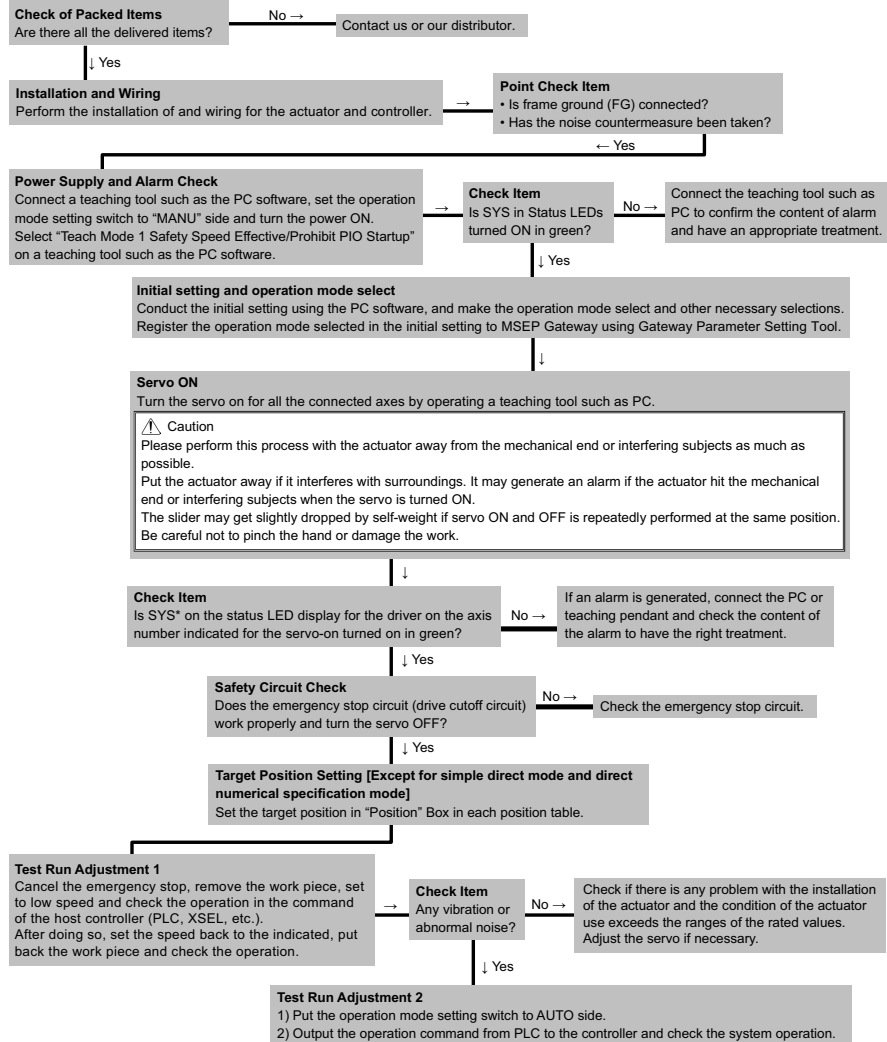 Check of Packed Items
Are there all the delivered items?
No →
Contact us or our distributor.
↓ Yes
Installation and Wiring
Perform the installation of and wiring for the actuator and controller.
→
Point Check Item
• Is frame ground (FG) connected?
• Has the noise countermeasure been taken?
← Yes
Power Supply and Alarm Check
Connect a teaching tool such as the PC software, set the operation
mode setting switch to “MANU” side and turn the power ON.
Select “Teach Mode 1 Safety Speed Effective/Prohibit PIO Startup”
on a teaching tool such as the PC software.
→
Check Item
Is SYS in Status LEDs
turned ON in green?
No →
Connect the teaching tool such as
PC to confirm the content of alarm
and have an appropriate treatment.
↓ Yes
Initial setting and operation mode select
Conduct the initial setting using the PC software, and make the operation mode select and other necessary selections.
Register the operation mode selected in the initial setting to MSEP Gateway using Gateway Parameter Setting Tool.
↓
Servo ON
Turn the servo on for all the connected axes by operating a teaching tool such as PC.
Caution
Please perform this process with the actuator away from the mechanical end or interfering subjects as much as
possible.
Put the actuator away if it interferes with surroundings. It may generate an alarm if the actuator hit the mechanical
end or interfering subjects when the servo is turned ON.
The slider may get slightly dropped by self-weight if servo ON and OFF is repeatedly performed at the same position.
Be careful not to pinch the hand or damage the work.
↓
Check Item
Is SYS* on the status LED display for the driver on the axis
number indicated for the servo-on turned on in green?
No →
If an alarm is generated, connect the PC or
teaching pendant and check the content of
the alarm to have the right treatment.
↓ Yes
Safety Circuit Check
Does the emergency stop circuit (drive cutoff circuit)
work properly and turn the servo OFF?
No →
Check the emergency stop circuit.
↓ Yes
Target Position Setting [Except for simple direct mode and direct
numerical specification mode]
Set the target position in “Position” Box in each position table.
Test Run Adjustment 1
Cancel the emergency stop, remove the work piece, set
to low speed and check the operation in the command
of the host controller (PLC, XSEL, etc.).
After doing so, set the speed back to the indicated, put
back the work piece and check the operation.
→
Check Item
Any vibration or
abnormal noise?
No →
Check if there is any problem with the installation
of the actuator and the condition of the actuator
use exceeds the ranges of the rated values.
Adjust the servo if necessary.
↓ Yes
Test Run Adjustment 2
1) Put the operation mode setting switch to AUTO side.
2) Output the operation command from PLC to the controller and check the system operation.